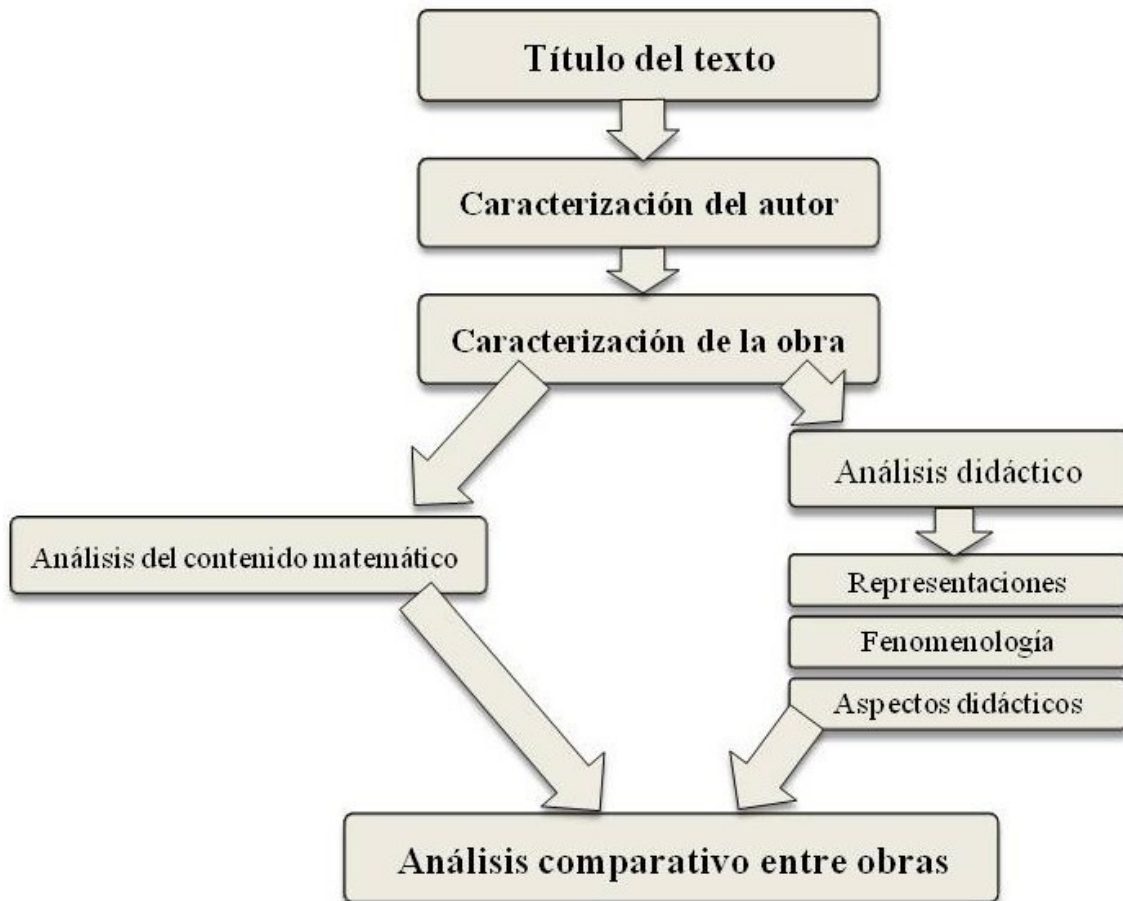 Título del texto
Caracterización del autor
Caracterización de la obra
Análisis didáctico
Análisis del contenido matemático
Representaciones
Fenomenología
Aspectos didácticos
Análisis comparativo entre obras